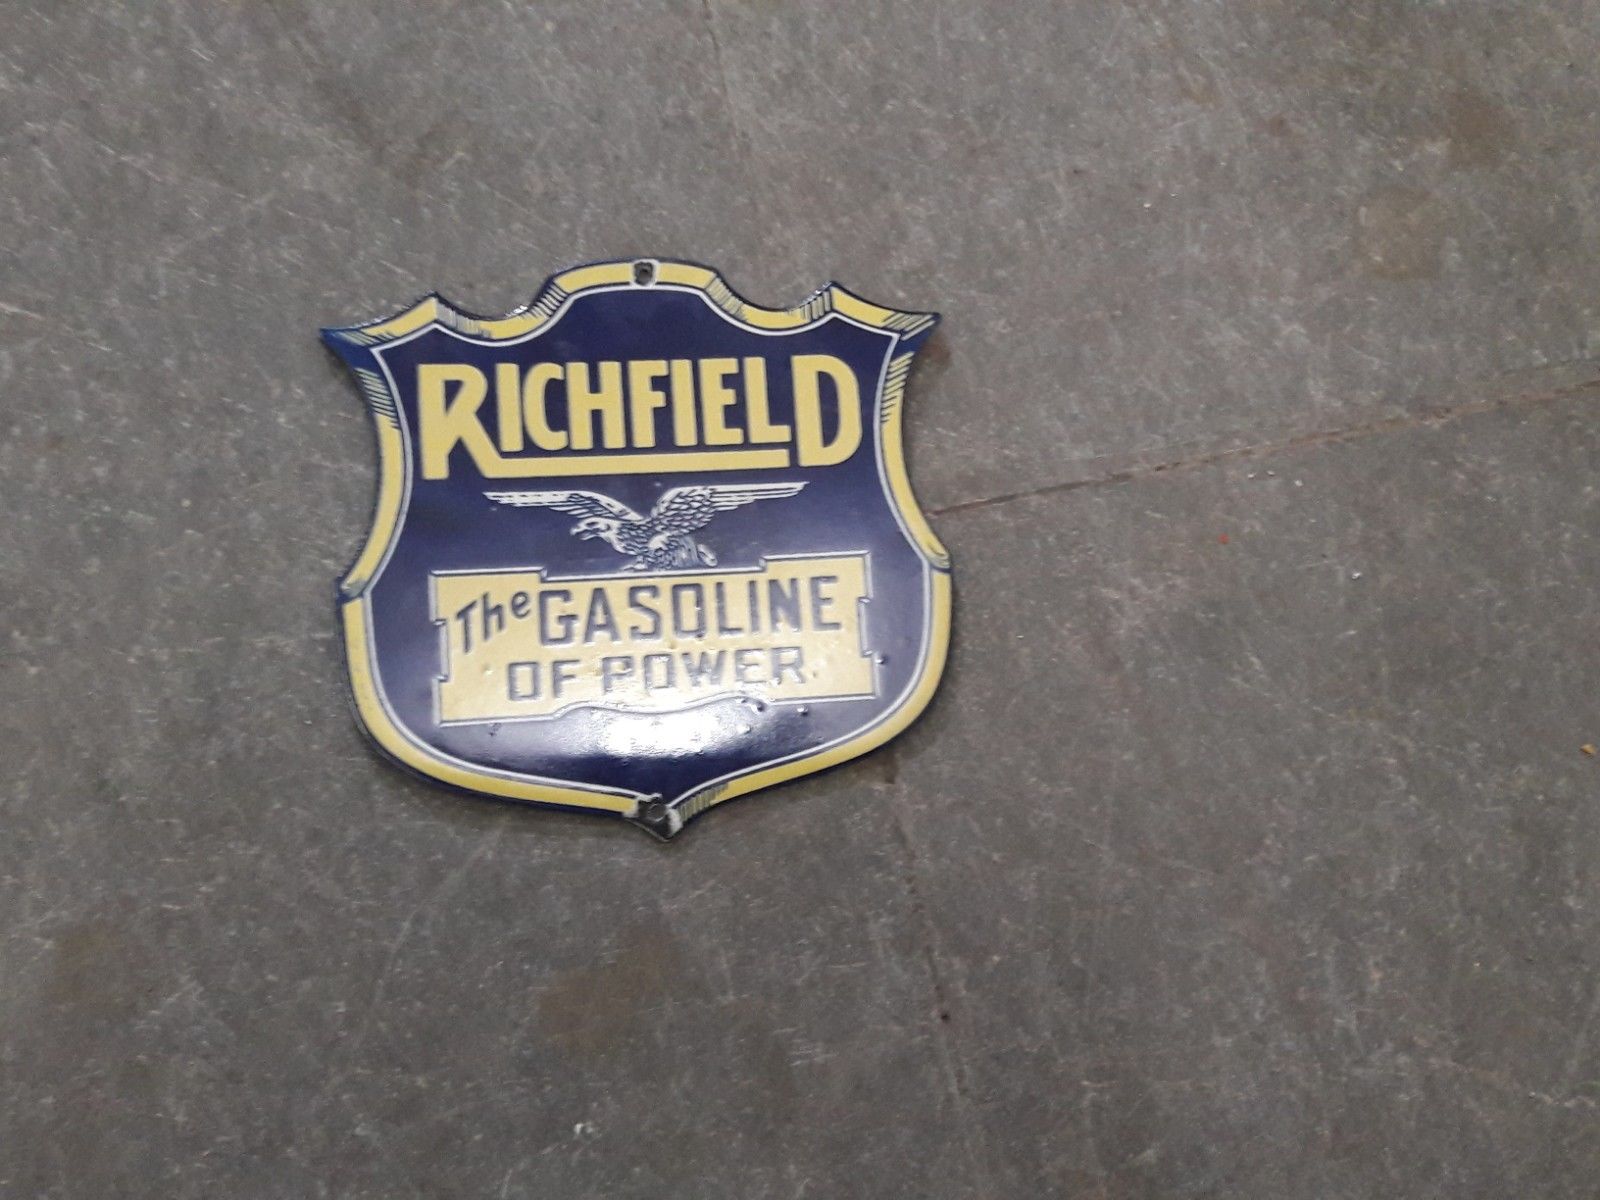 RICHFIELD
The GASOLINE
OF POWER